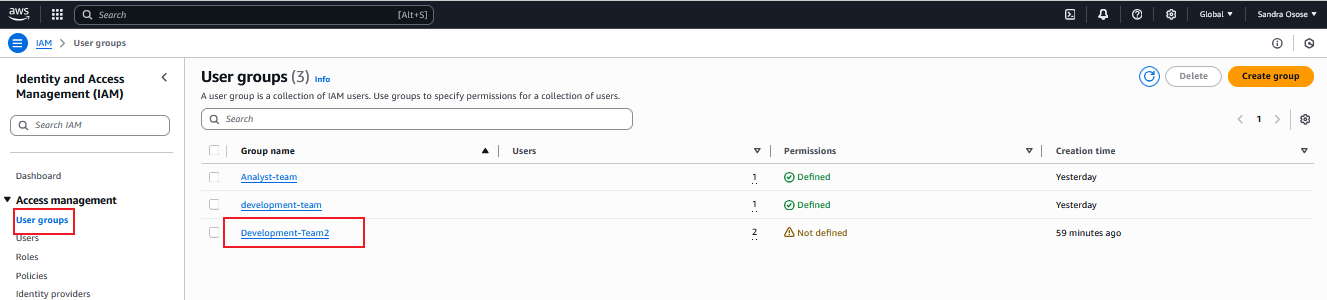 aws Search [Alt+S] Global Sandra Osose
IAM > User groups
Identity and Access Management (IAM)
Search IAM
Dashboard
Access management
User groups
Users
Roles
Policies
Identity providers
User groups (3) Info
Delete
Create group
A user group is a collection of IAM users. Use groups to specify permissions for a collection of users.
Search
1
Group name Users Permissions Creation time
Analyst-team 1 Defined Yesterday
development-team 1 Defined Yesterday
Development-Team2 2 Not defined 59 minutes ago